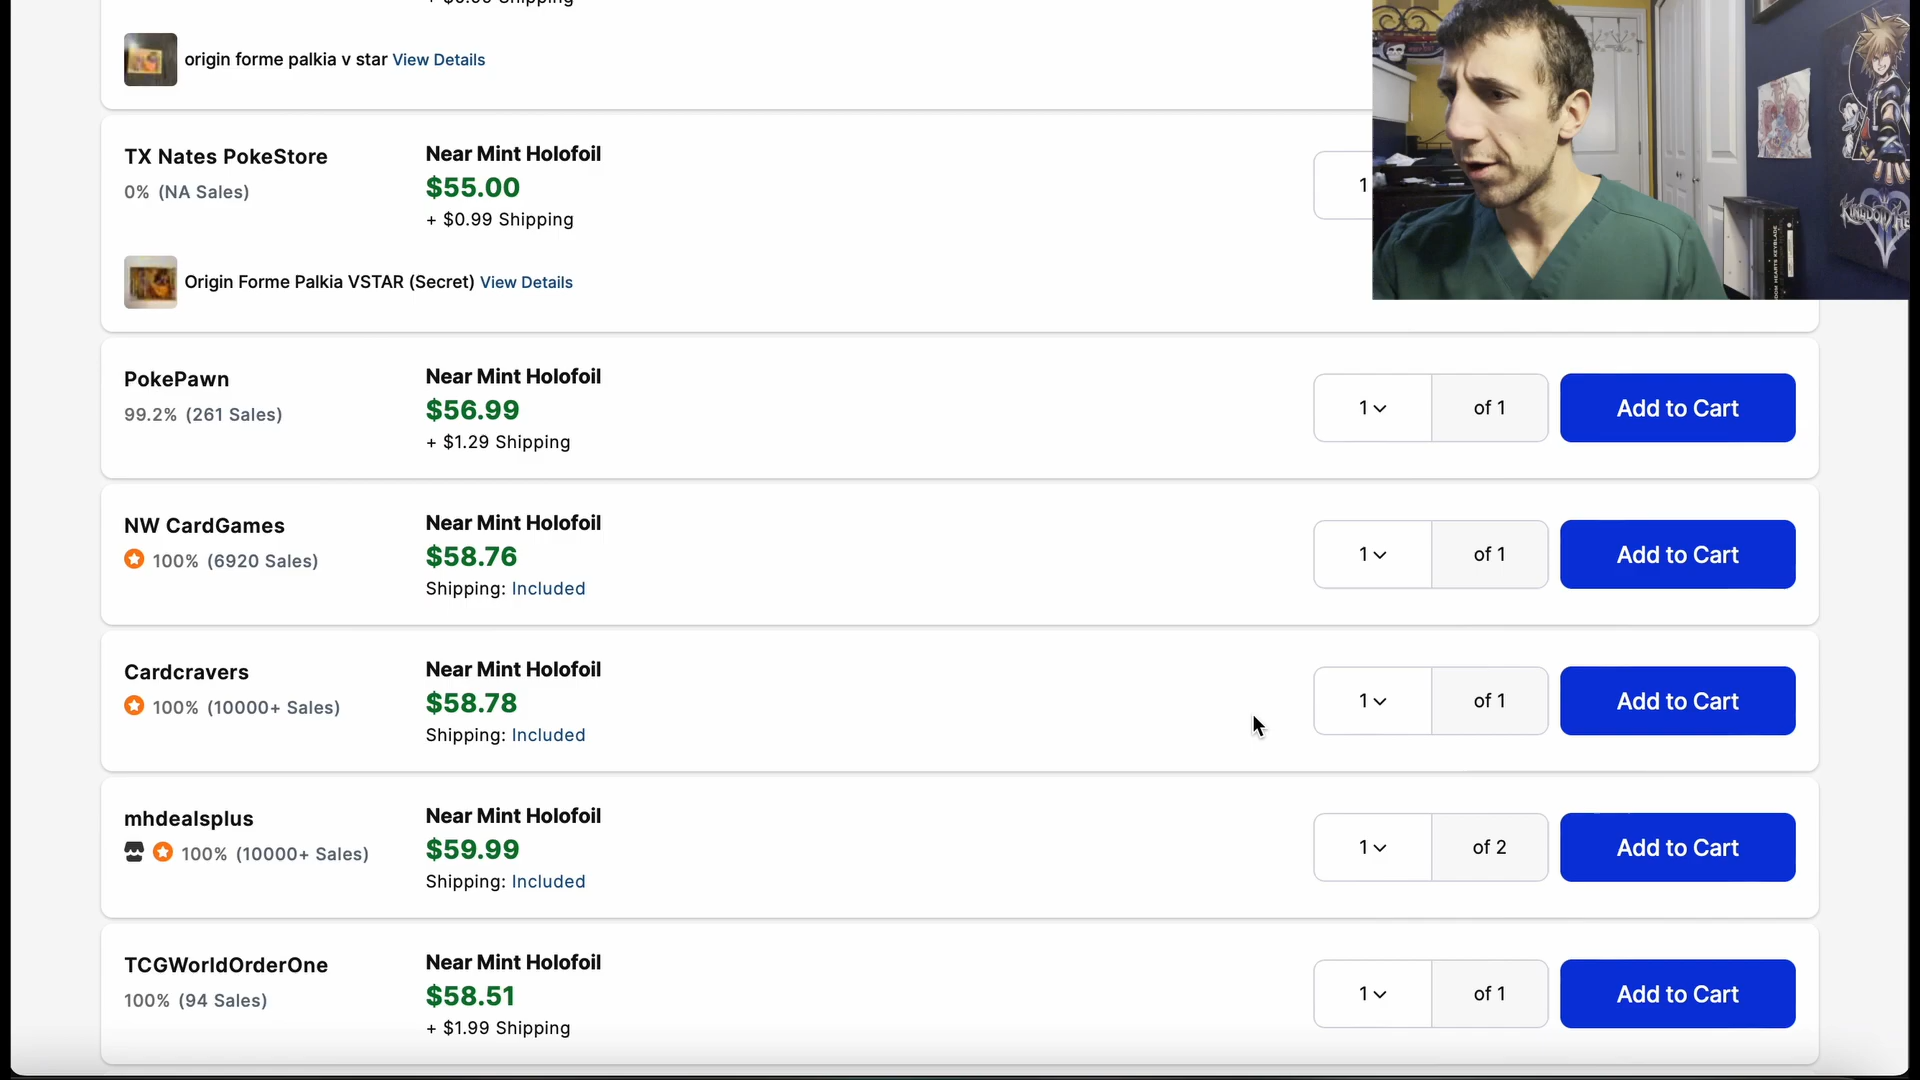 origin forme palkia v star View Details
TX Nates PokeStore
0% (NA Sales)
Near Mint Holofoil
$55.00
+ $0.99 Shipping
1
Origin Forme Palkia VSTAR (Secret) View Details
PokePawn
99.2% (261 Sales)
Near Mint Holofoil
$56.99
+ $1.29 Shipping
1 of 1
Add to Cart
NW CardGames
100% (6920 Sales)
Near Mint Holofoil
$58.76
Shipping: Included
1 of 1
Add to Cart
Cardcravers
100% (10000+ Sales)
Near Mint Holofoil
$58.78
Shipping: Included
1 of 1
Add to Cart
mhdealsplus
100% (10000+ Sales)
Near Mint Holofoil
$59.99
Shipping: Included
1 of 2
Add to Cart
TCGWorldOrderOne
100% (94 Sales)
Near Mint Holofoil
$58.51
+ $1.99 Shipping
1 of 1
Add to Cart